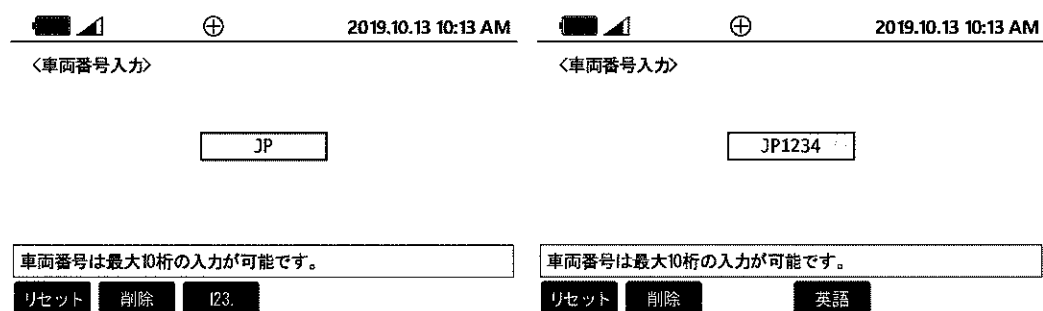 2019.10.13 10:13 AM
〈車両番号入力〉
JP
車両番号は最大10桁の入力が可能です。
リセット 削除 123.
2019.10.13 10:13 AM
〈車両番号入力〉
JP1234
車両番号は最大10桁の入力が可能です。
リセット 削除 英語